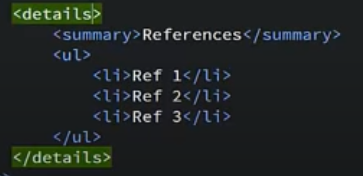 <details>
<summary>References</summary>
<ul>
<li>Ref 1</li>
<li>Ref 2</li>
<li>Ref 3</li>
</ul>
</details>